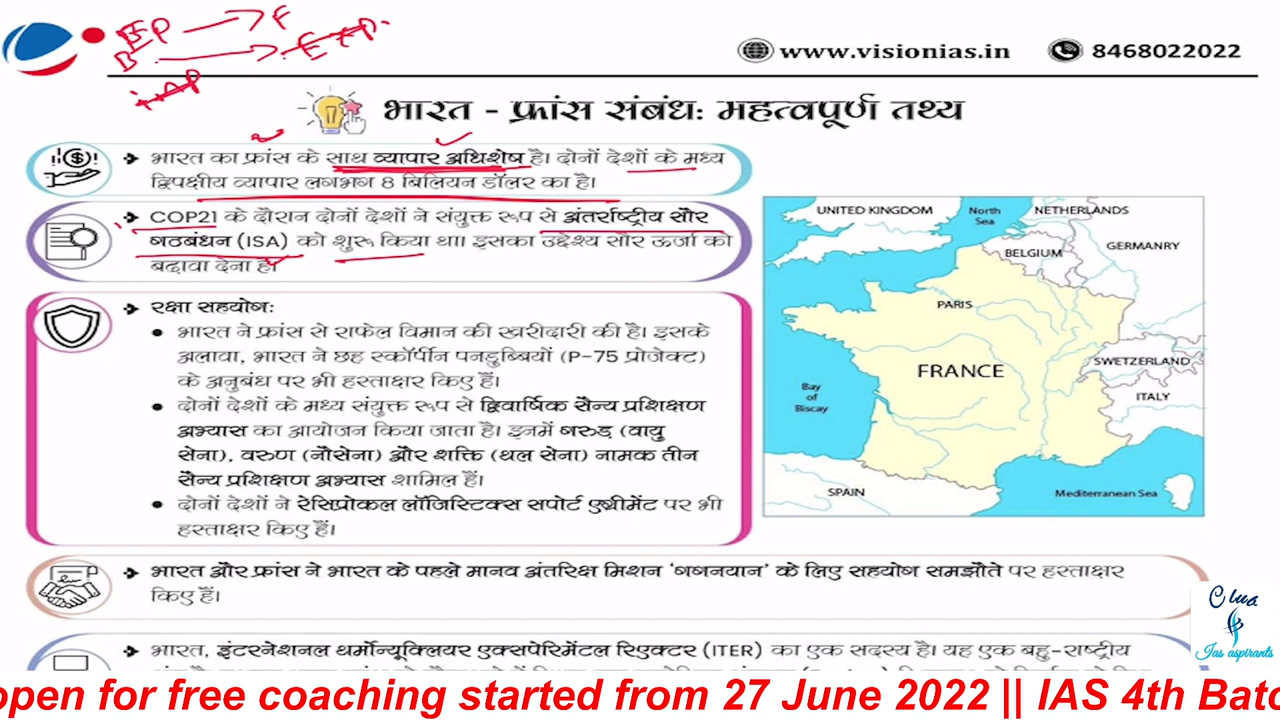 EP → F
B → Exp.
www.visionias.in
8468022022
भारत - फ्रांस संबंध: महत्वपूर्ण तथ्य
भारत का फ्रांस के साथ व्यापार अधिशेष है। दोनों देशों के मध्य
द्विपक्षीय व्यापार लगभग 8 बिलियन डॉलर का है।
COP21 के दौरान दोनों देशों ने संयुक्त रूप से अंतर्राष्ट्रीय सौर
गठबंधन (ISA) को शुरू किया था। इसका उद्देश्य सौर ऊर्जा को
बढ़ावा देना है।
रक्षा सहयोग:
भारत ने फ्रांस से राफेल विमान की खरीदारी की है। इसके
अलावा, भारत ने छह स्कॉर्पीन पनडुब्बियों (P-75 प्रोजेक्ट)
के अनुबंध पर भी हस्ताक्षर किए हैं।
दोनों देशों के मध्य संयुक्त रूप से द्विवार्षिक सैन्य प्रशिक्षण
अभ्यास का आयोजन किया जाता है। इनमें गरुड़ (वायु
सेना), वरुण (नौसेना) और शक्ति (थल सेना) नामक तीन
सैन्य प्रशिक्षण अभ्यास शामिल हैं।
दोनों देशों ने रेसिप्रोकल लॉजिस्टिक्स सपोर्ट एग्रीमेंट पर भी
हस्ताक्षर किए हैं।
भारत और फ्रांस ने भारत के पहले मानव अंतरिक्ष मिशन 'गगनयान' के लिए सहयोग समझौते पर हस्ताक्षर
किए हैं।
भारत, इंटरनेशनल थर्मोन्यूक्लियर एक्सपेरिमेंटल रिएक्टर (ITER) का एक सदस्य है। यह एक बहु-राष्ट्रीय
UNITED KINGDOM
North
Sea
NETHERLANDS
BELGIUM
GERMANRY
PARIS
FRANCE
SWETZERLAND
Bay
of
Biscay
ITALY
SPAIN
Mediterranean Sea
Clue
Ias aspirants
open for free coaching started from 27 June 2022 || IAS 4th Batc